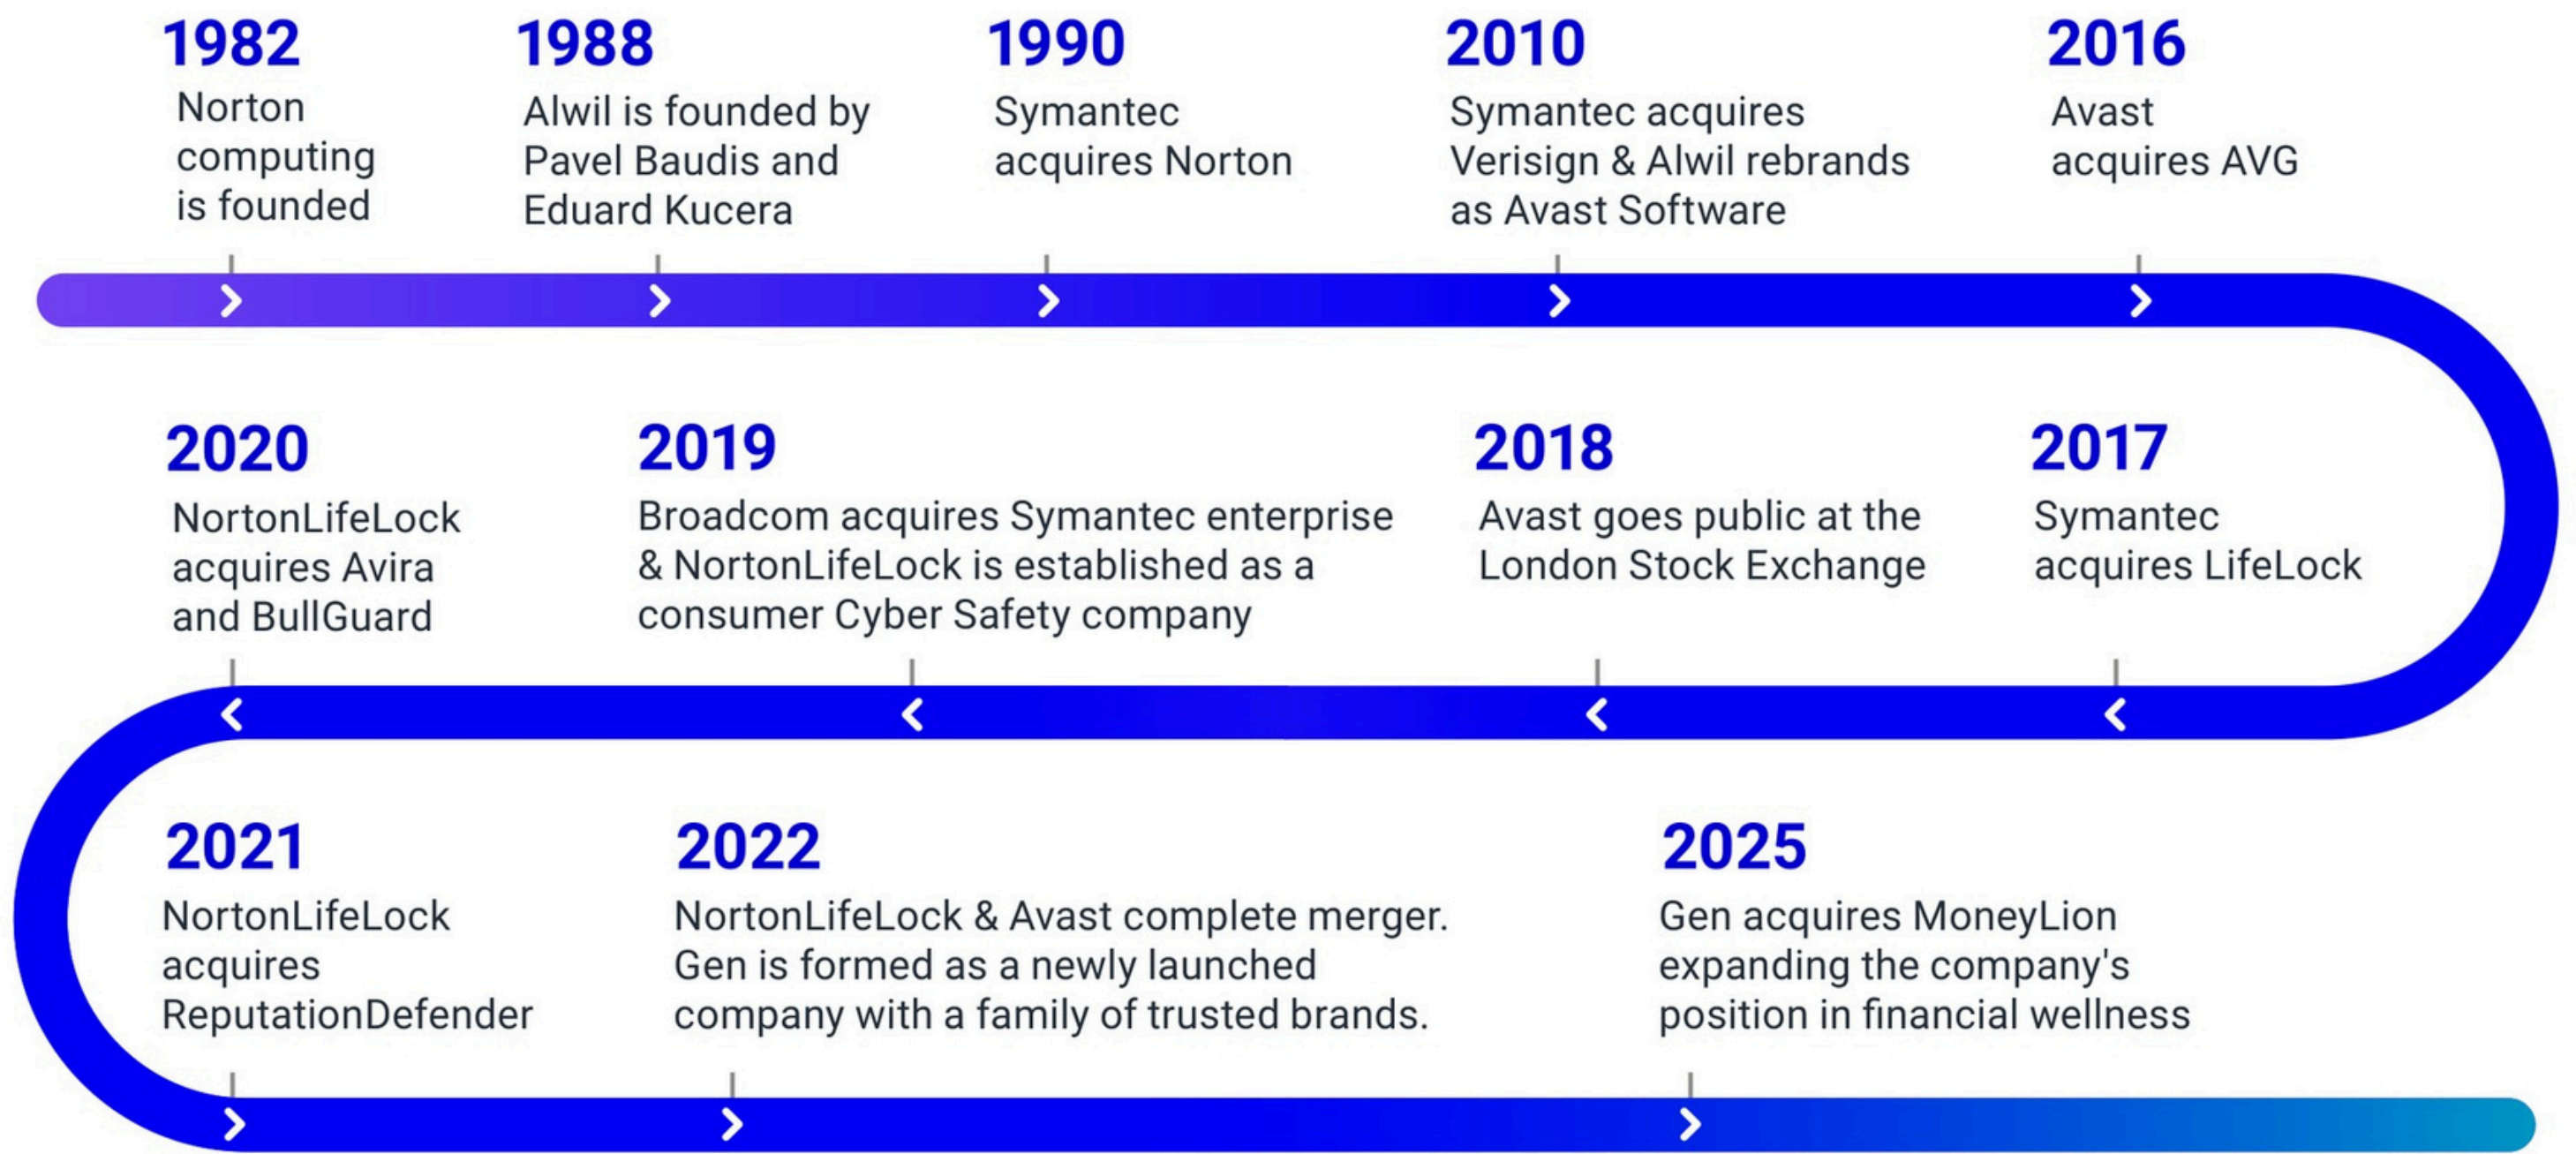 1982
Norton
computing
is founded
1988
Alwil is founded by
Pavel Baudis and
Eduard Kucera
1990
Symantec
acquires Norton
2010
Symantec acquires
Verisign & Alwil rebrands
as Avast Software
2016
Avast
acquires AVG
2017
Symantec
acquires LifeLock
2018
Avast goes public at the
London Stock Exchange
2019
Broadcom acquires Symantec enterprise
& NortonLifeLock is established as a
consumer Cyber Safety company
2020
NortonLifeLock
acquires Avira
and BullGuard
2021
NortonLifeLock
acquires
ReputationDefender
2022
NortonLifeLock & Avast complete merger.
Gen is formed as a newly launched
company with a family of trusted brands.
2025
Gen acquires MoneyLion
expanding the company's
position in financial wellness